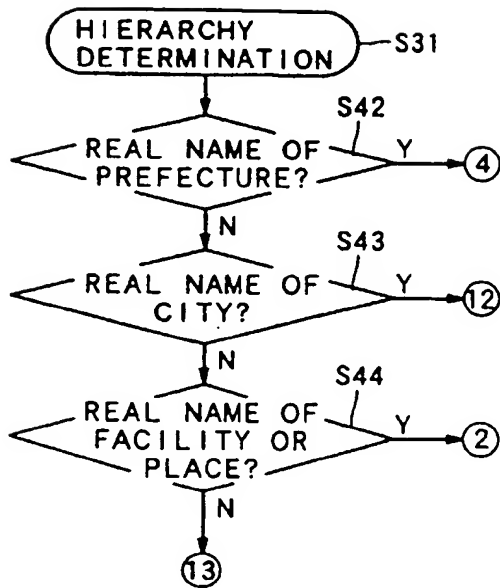 HIERARCHY
DETERMINATION
S31
S42
REAL NAME OF
PREFECTURE?
Y
4
N
S43
REAL NAME OF
CITY?
Y
12
N
S44
REAL NAME OF
FACILITY OR
PLACE?
Y
2
N
13